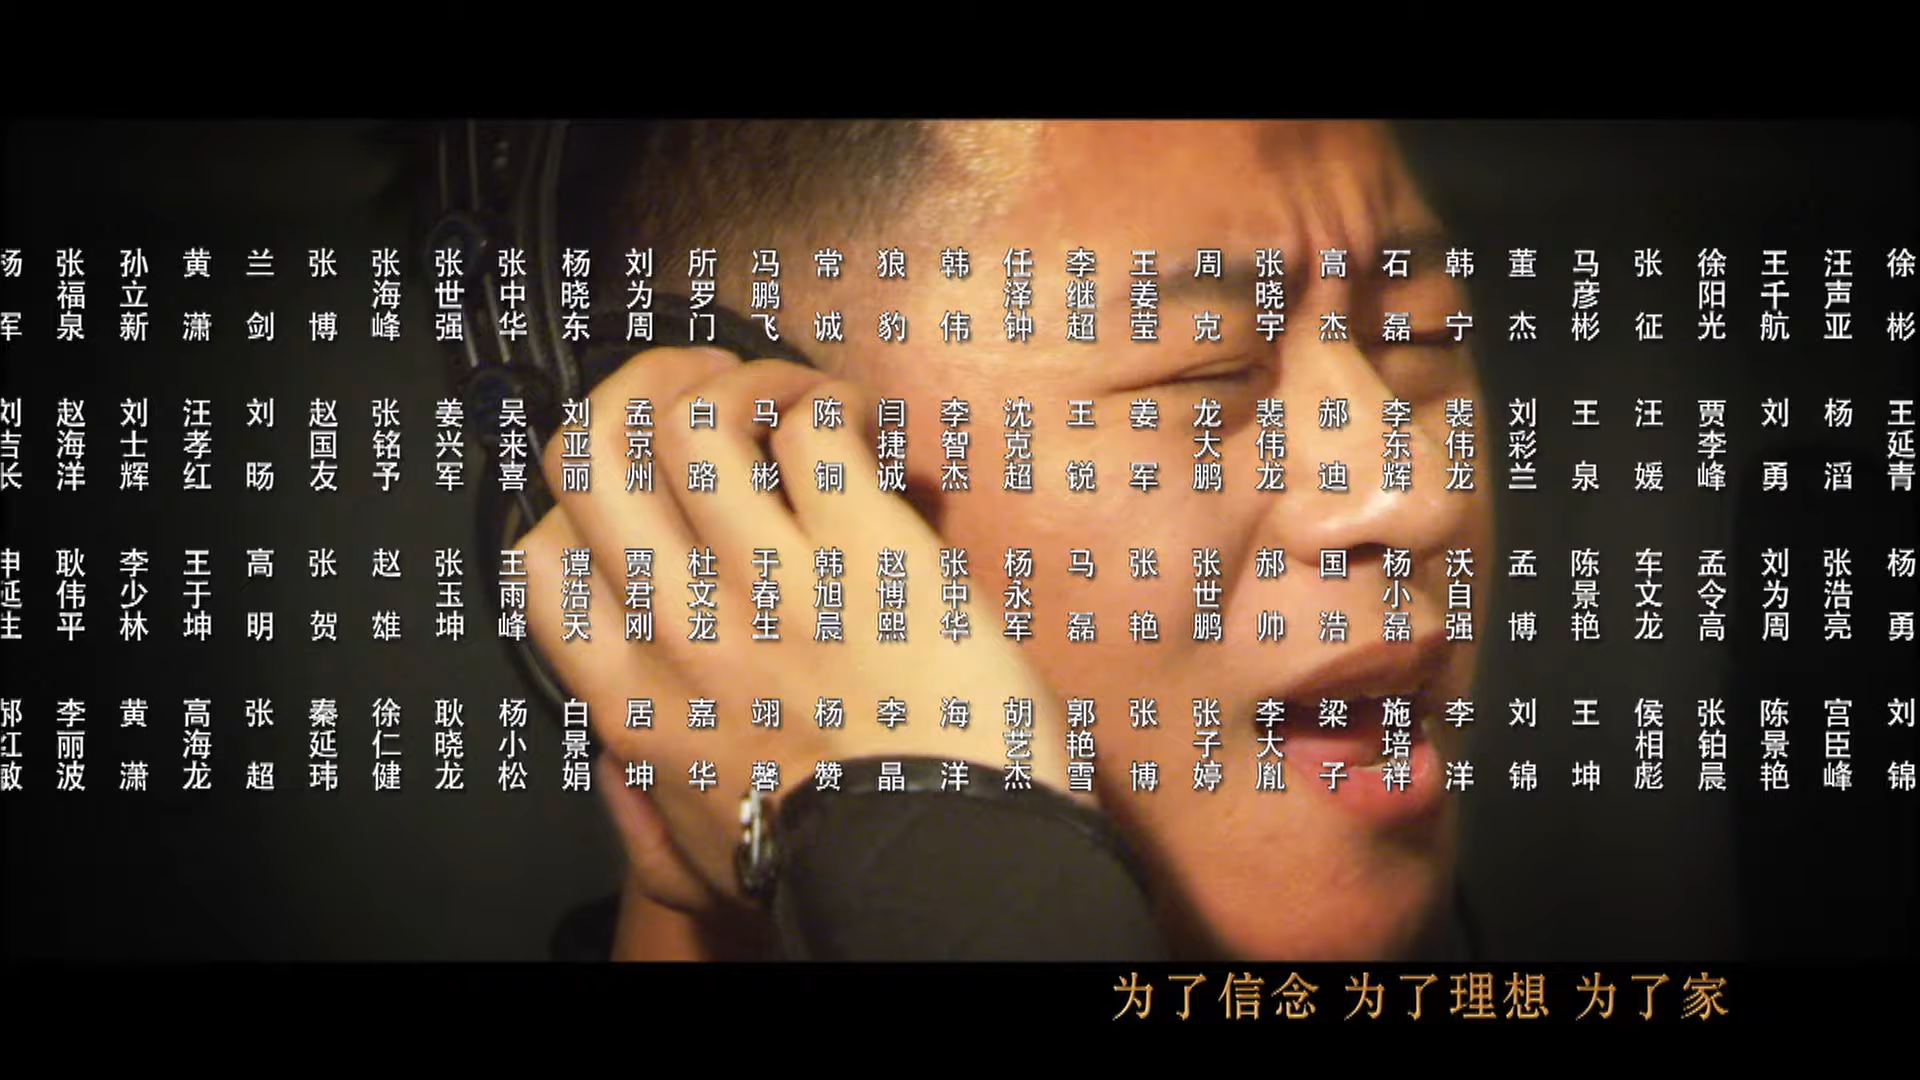 张福泉
孙立新
黄潇
兰剑
张博
张海峰
张世强
张中华
杨晓东
刘为周
所罗门
冯鹏飞
常诚
狼豹
韩伟
任泽钟
李继超
王姜莹
周克
张晓宇
高杰
石磊
韩宁
董杰
马彦彬
张征
徐阳光
王千航
汪声亚
徐彬
赵海洋
刘士辉
汪孝红
刘旸
赵国友
张铭予
姜兴军
吴来喜
刘亚丽
孟京州
白路
马彬
陈铜
闫捷诚
李智杰
沈克超
王锐
姜军
龙大鹏
裴伟龙
郝迪
李东辉
裴伟龙
刘彩兰
王泉
汪媛
贾李峰
刘勇
杨滔
王延青
耿伟平
李少林
王于坤
高明
张贺
赵雄
张玉坤
王雨峰
谭浩天
贾君刚
杜文龙
于春生
韩旭晨
赵博熙
张中华
杨永军
马磊
张艳
张世鹏
郝帅
国浩
杨小磊
沃自强
孟博
陈景艳
车文龙
孟令高
刘为周
张浩亮
杨勇
李丽波
黄潇
高海龙
张超
秦延玮
徐仁健
耿晓龙
杨小松
白景娟
居坤
嘉华
翊馨
杨赞
李晶
海洋
胡艺杰
郭艳雪
张博
张子婷
李大胤
梁子
施培祥
李洋
刘锦
王坤
侯相彪
张铂晨
陈景艳
宫臣峰
刘锦
为了信念 为了理想 为了家